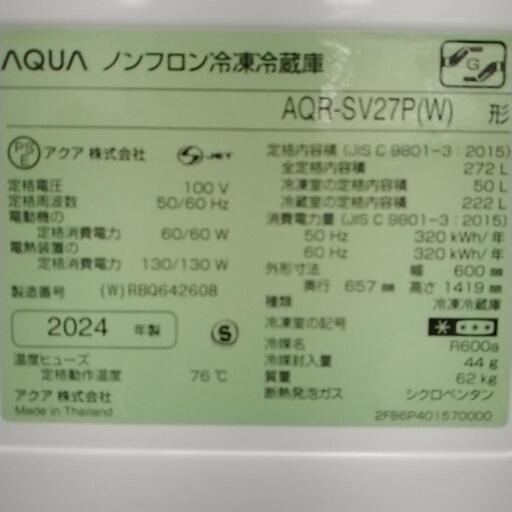 AQUA ノンフロン冷凍冷蔵庫
G
AQR-SV27P(W) 形
PSE アクア 株式会社 S JET
定格電圧 100 V
定格周波数 50/60 Hz
電動機の
定格消費電力 60/60 W
電熱装置の
定格消費電力 130/130 W
製造番号 (W) RBQ642608
2024 年製 S
温度ヒューズ
定格動作温度 76 ℃
アクア 株式会社
Made in Thailand
定格内容積 (JIS C 9801-3 : 2015)
全定格内容積 272 L
冷凍室の定格内容積 50 L
冷蔵室の定格内容積 222 L
消費電力量 (JIS C 9801-3 : 2015)
50 Hz 320 kWh/年
60 Hz 320 kWh/年
外形寸法 幅 600 mm
奥行 657 mm 高さ 1419 mm
種類 冷凍冷蔵庫
冷凍室の記号
冷媒名 R600a
冷媒封入量 44 g
質量 62 kg
断熱発泡ガス シクロペンタン
2FB6P401570000